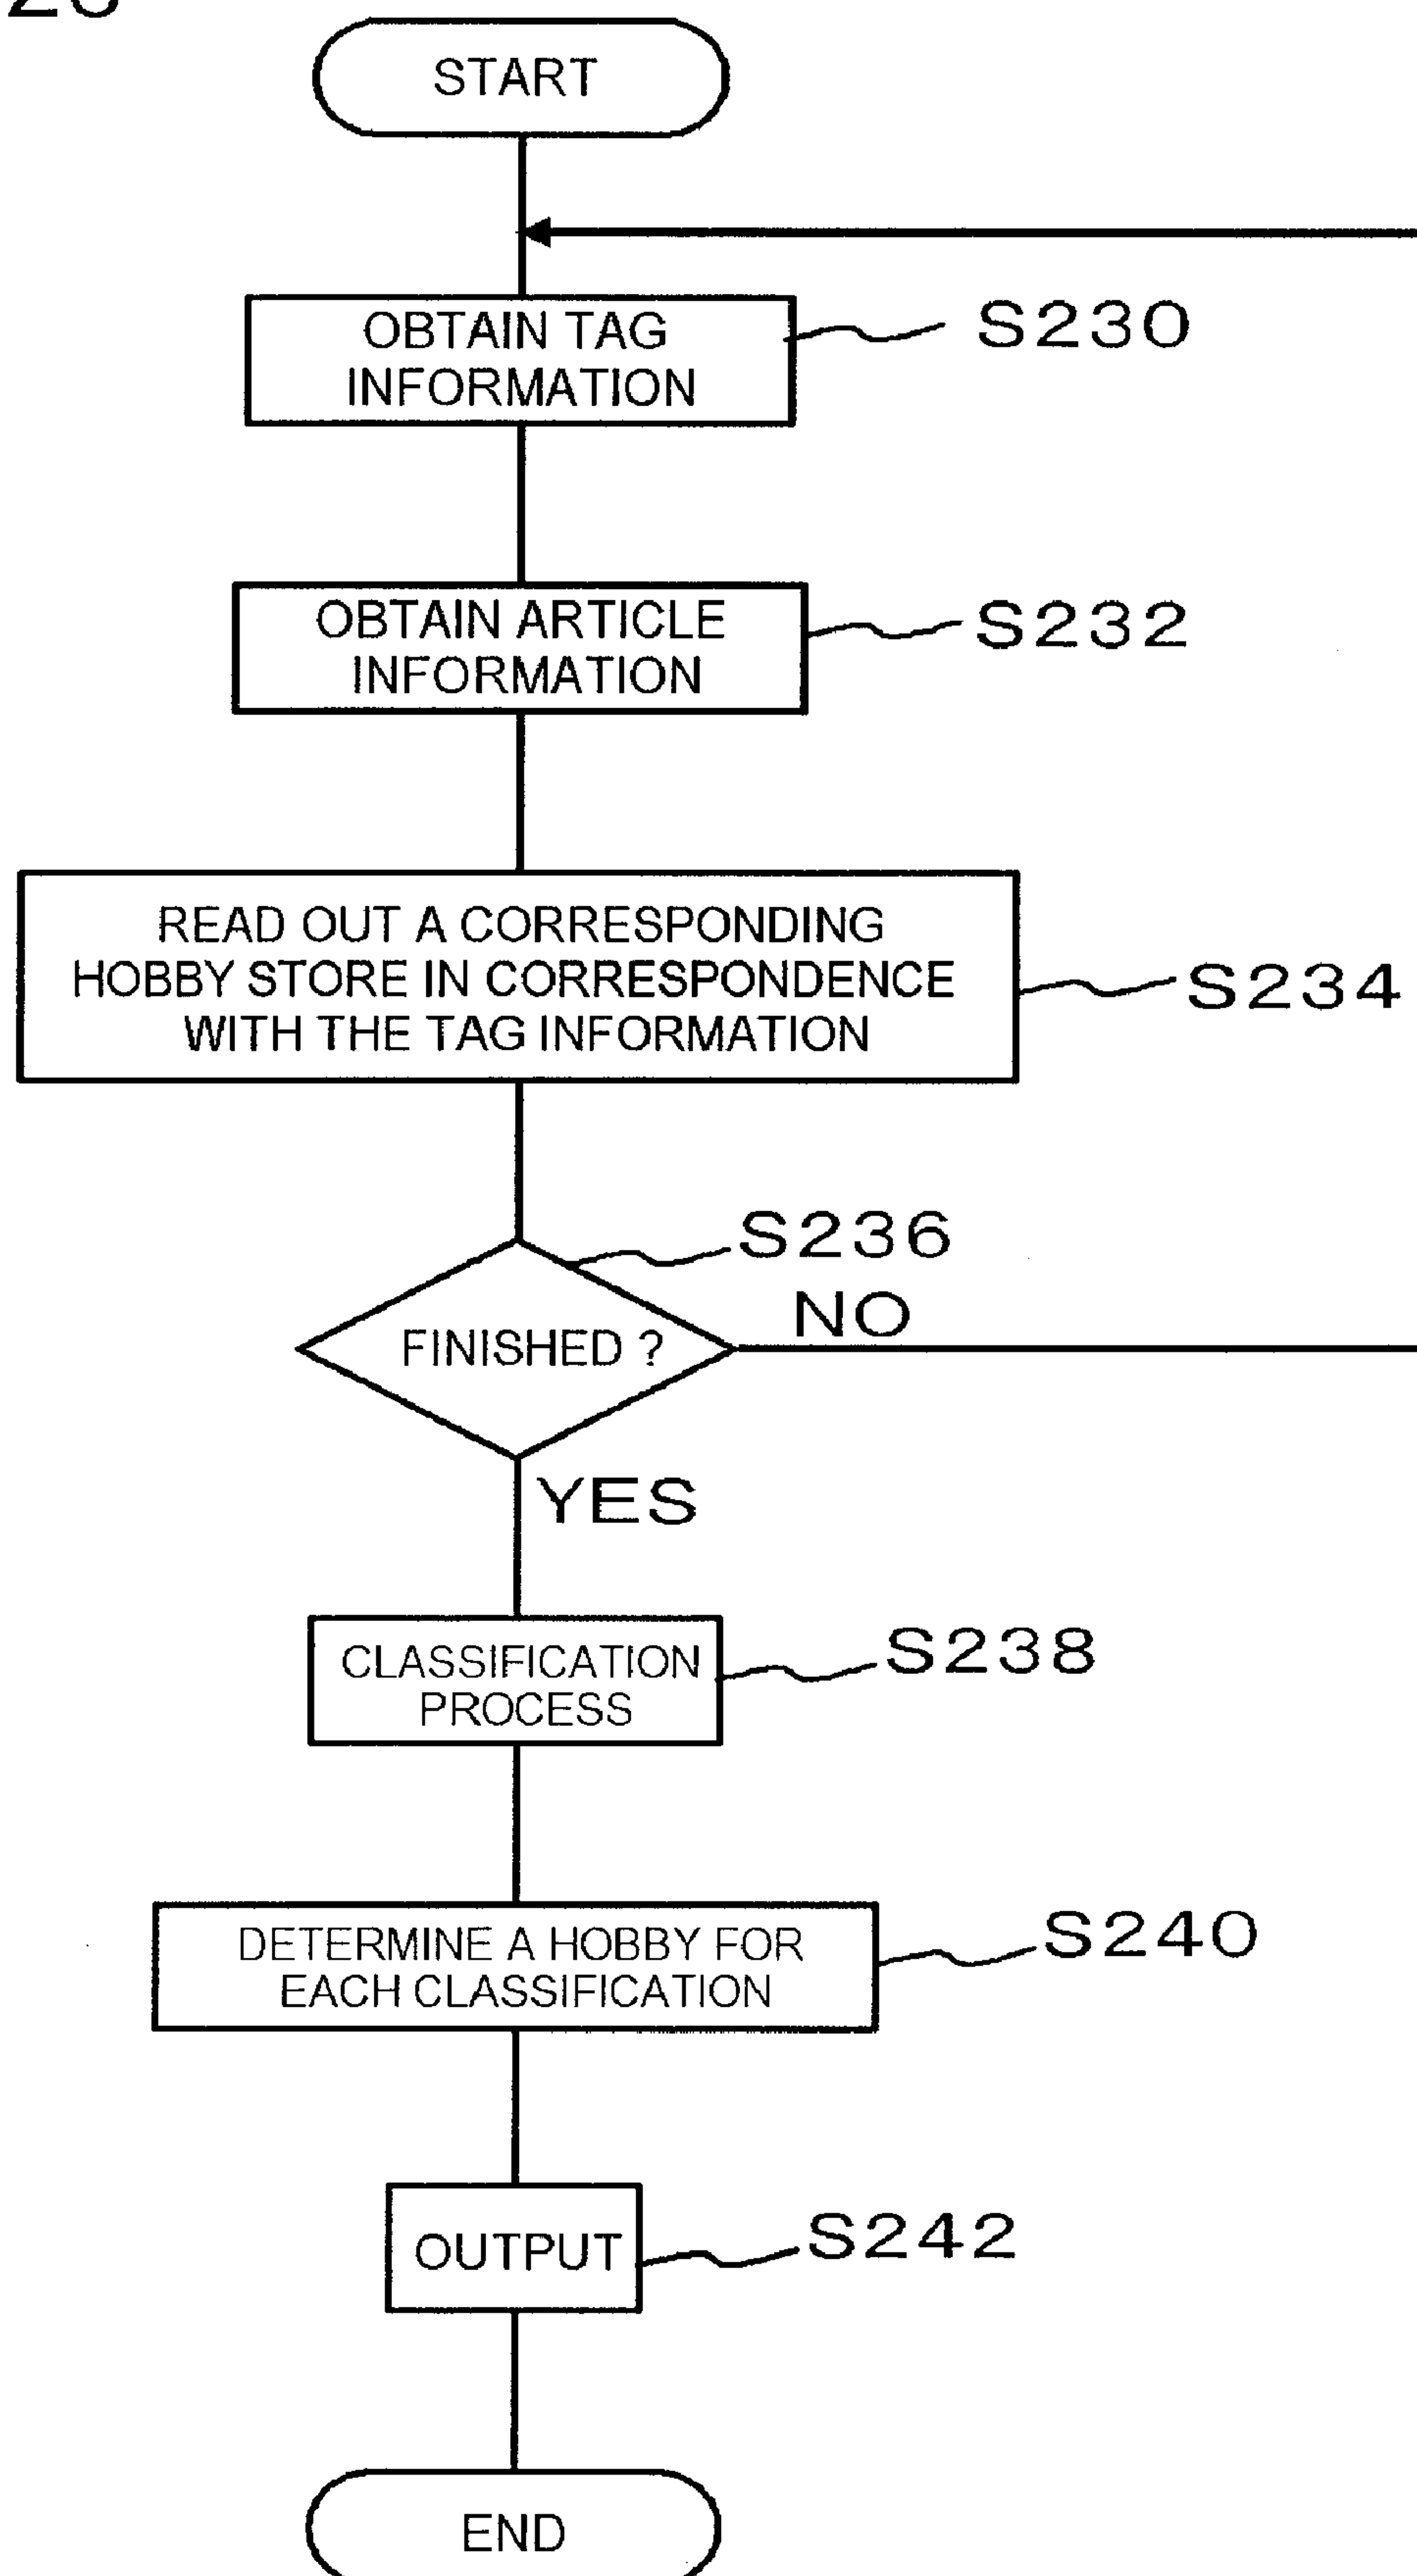 START
OBTAIN TAG
INFORMATION
S230
OBTAIN ARTICLE
INFORMATION
S232
READ OUT A CORRESPONDING
HOBBY STORE IN CORRESPONDENCE
WITH THE TAG INFORMATION
S234
S236
FINISHED ?
NO
YES
CLASSIFICATION
PROCESS
S238
DETERMINE A HOBBY FOR
EACH CLASSIFICATION
S240
OUTPUT
S242
END